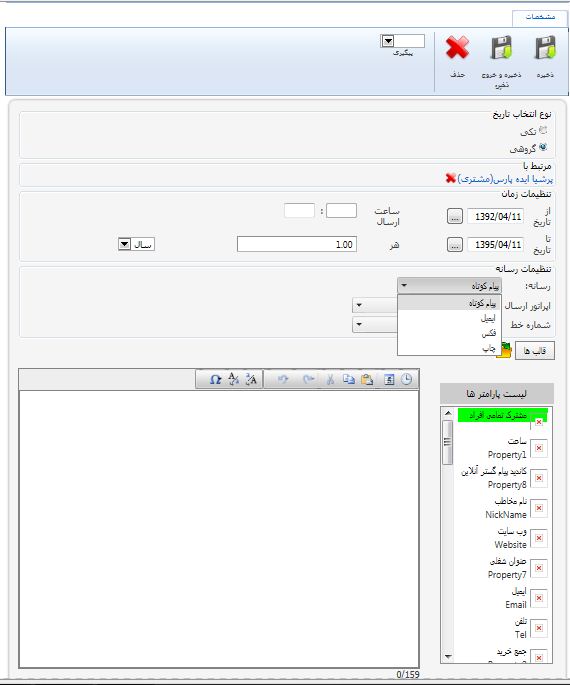 مشخصات
ذخیره
ذخیره و خروج
ذخیره
حذف
پیگیری
نوع انتخاب تاریخ
تکی
گروهی
مرتبط با
پرشیا ایده پارس(مشتری)
تنظیمات زمان
از تاریخ
1392/04/11
...
ساعت ارسال
:
تا تاریخ
1395/04/11
...
هر
1.00
سال
تنظیمات رسانه
رسانه:
پیام کوتاه
پیام کوتاه
ایمیل
فکس
چاپ
اپراتور ارسال
شماره خط
قالب ها
لیست پارامتر ها
مشترک تمامی افراد
ساعت
Property1
کاندید پیام گستر آنلاین
Property8
نام مخاطب
NickName
وب سایت
Website
عنوان شغلی
Property7
ایمیل
Email
تلفن
Tel
جمع خرید
0/159